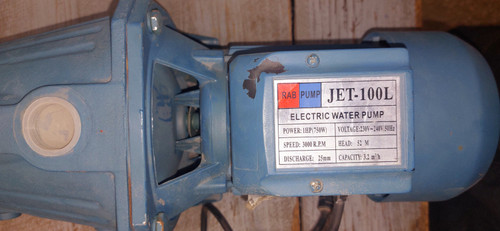 RAB PUMP JET-100L
ELECTRIC WATER PUMP
POWER: 1HP(750W) VOLTAGE:230V~240V/50Hz
SPEED: 3000 R.P.M HEAD: 52 M
DISCHARGE: 25mm CAPACITY: 3.2 m³/h